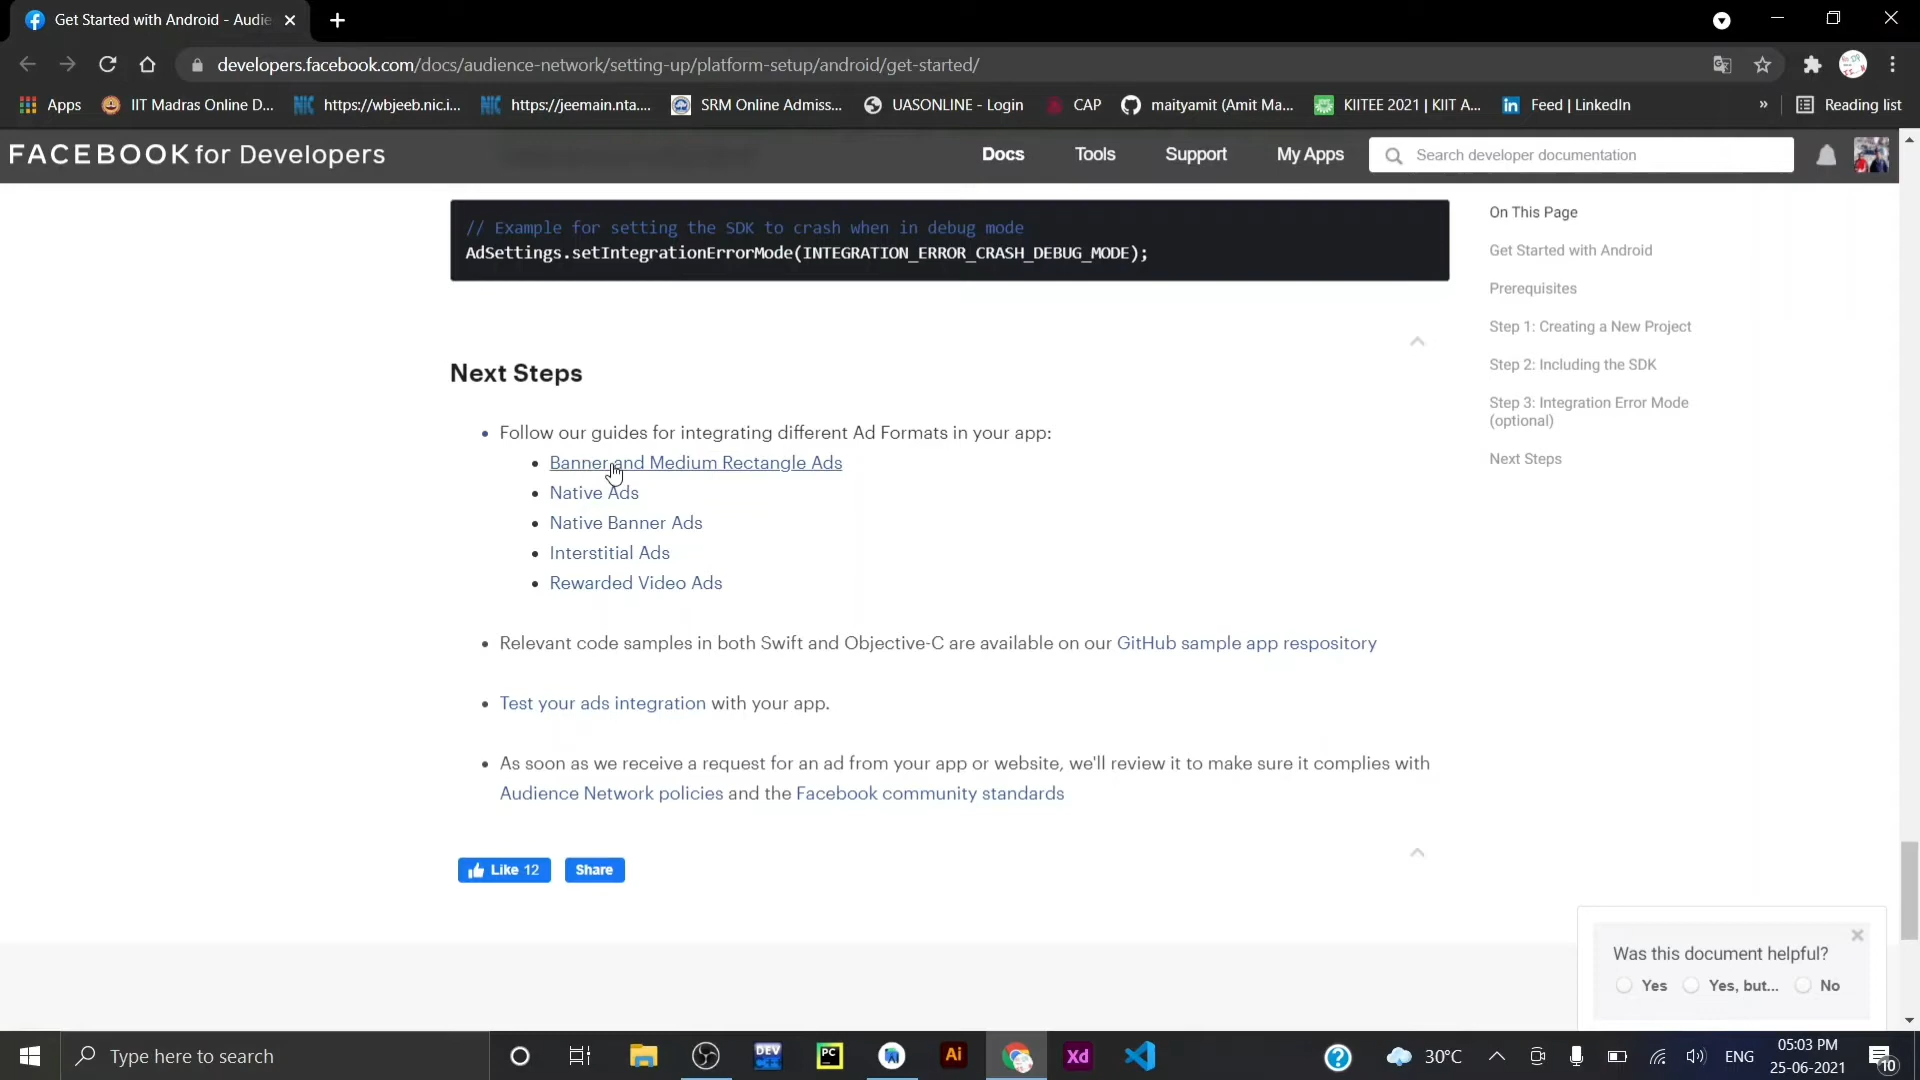 Get Started with Android - Audie
developers.facebook.com/docs/audience-network/setting-up/platform-setup/android/get-started/
Apps
IIT Madras Online D...
https://wbjeeb.nic.i...
https://jeemain.nta....
SRM Online Admiss...
UASONLINE - Login
CAP
maityamit (Amit Ma...
KIITEE 2021 | KIIT A...
Feed | LinkedIn
»
Reading list
FACEBOOK for Developers
Docs
Tools
Support
My Apps
Search developer documentation
// Example for setting the SDK to crash when in debug mode
AdSettings.setIntegrationErrorMode(INTEGRATION_ERROR_CRASH_DEBUG_MODE);
On This Page
Get Started with Android
Prerequisites
Step 1: Creating a New Project
Step 2: Including the SDK
Step 3: Integration Error Mode
(optional)
Next Steps
Next Steps
Follow our guides for integrating different Ad Formats in your app:
Banner and Medium Rectangle Ads
Native Ads
Native Banner Ads
Interstitial Ads
Rewarded Video Ads
Relevant code samples in both Swift and Objective-C are available on our GitHub sample app respository
Test your ads integration with your app.
As soon as we receive a request for an ad from your app or website, we'll review it to make sure it complies with
Audience Network policies and the Facebook community standards
Like 12
Share
Was this document helpful?
Yes
Yes, but...
No
Type here to search
DEV
PC
Ai
Xd
30°C
ENG
05:03 PM
25-06-2021
10